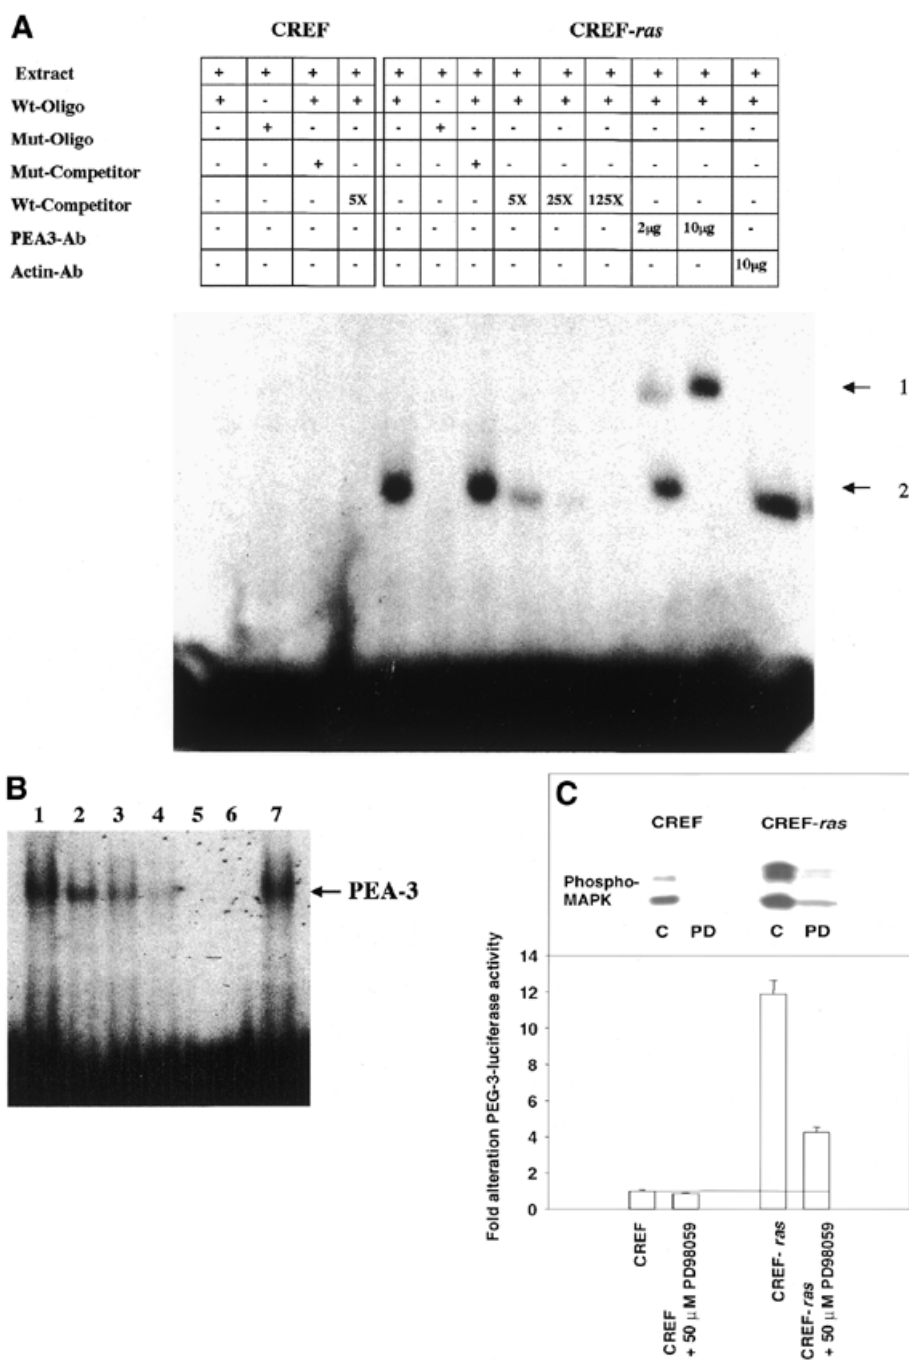 A
CREF CREF-ras
Extract + + + + + + + + + + + + +
Wt-Oligo + - + + + - + + + + + + +
Mut-Oligo - + - - - + - - - - - - -
Mut-Competitor - - + - - - + - - - - - -
Wt-Competitor - - - 5X - - - 5X 25X 125X - - -
PEA3-Ab - - - - - - - - - - 2µg 10µg -
Actin-Ab - - - - - - - - - - - - 10µg
1
2
B
1 2 3 4 5 6 7
PEA-3
C
CREF CREF-ras
Phospho-
MAPK
C PD C PD
Fold alteration PEG-3-luciferase activity
14
12
10
8
6
4
2
0
CREF
CREF
+ 50 µM PD98059
CREF- ras
CREF-ras
+ 50 µM PD98059